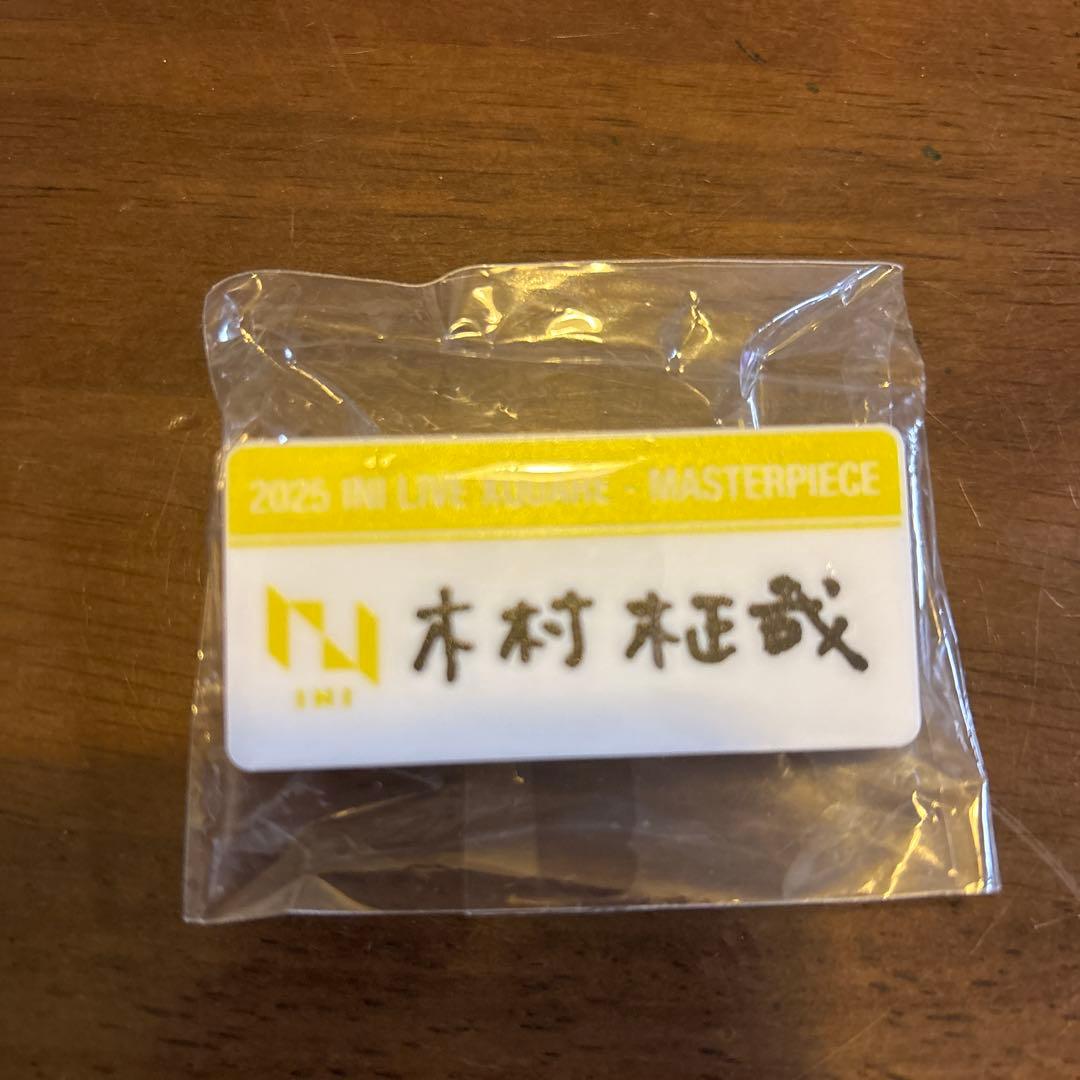 2025 INI LIVE XQUARE - MASTERPIECE
INI
木村 柾哉